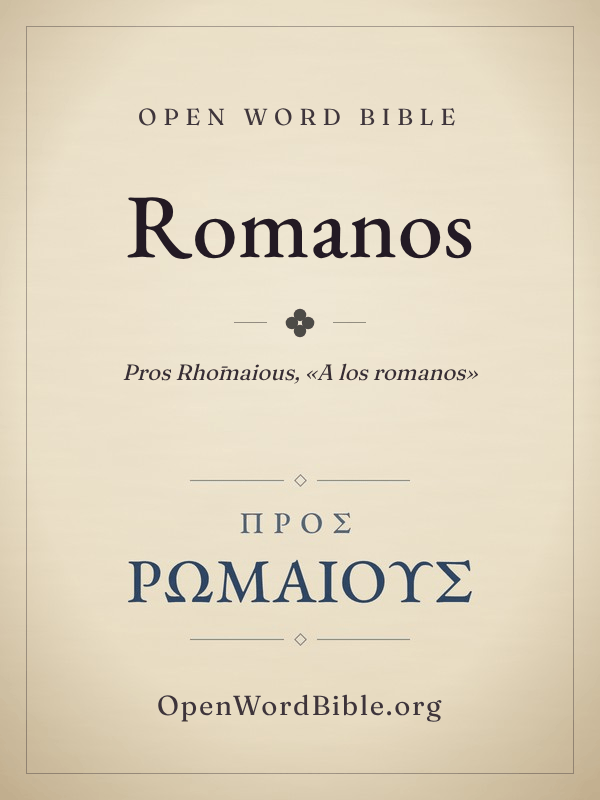 OPEN WORD BIBLE
Romanos
Pros Rhōmaious, «A los romanos»
ΠΡΟΣ
ΡΩΜΑΙΟΥΣ
OpenWordBible.org